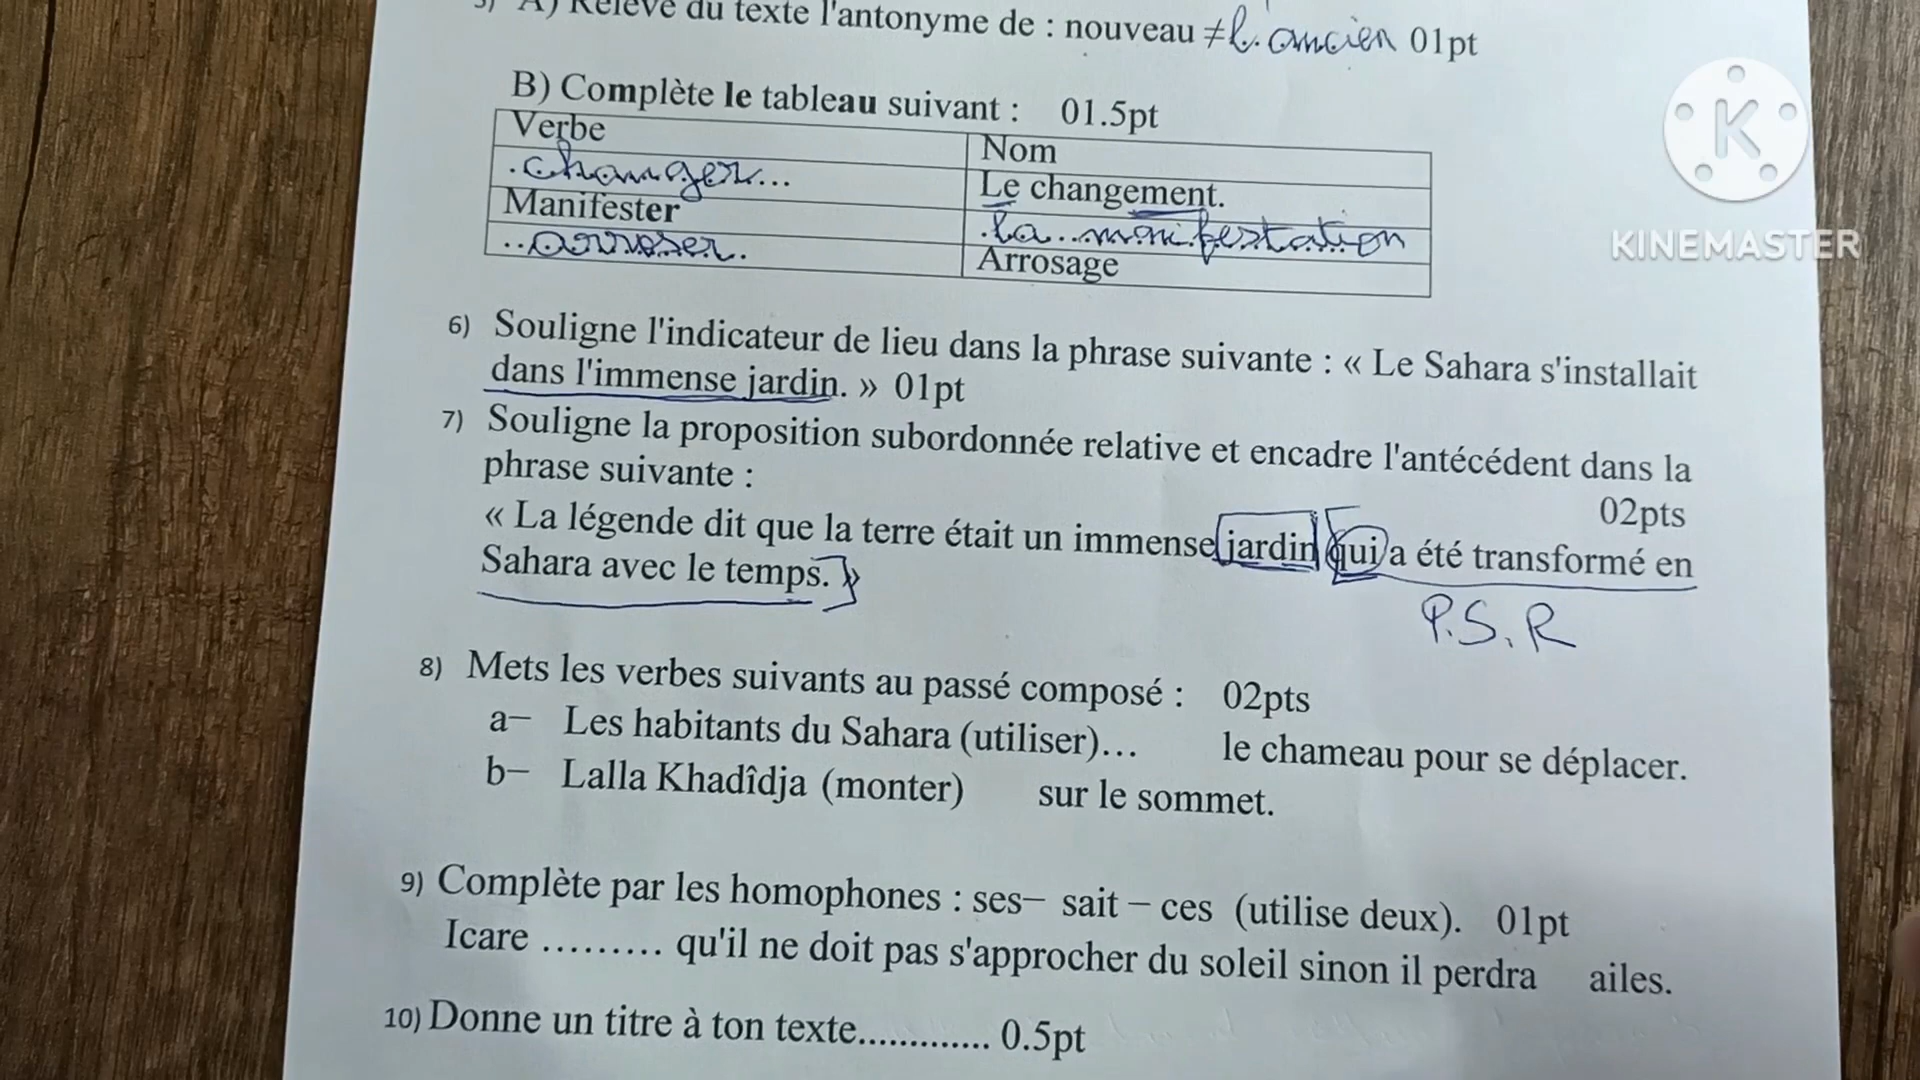 5) A) Relève du texte l'antonyme de : nouveau ≠ l'ancien 01pt
B) Complète le tableau suivant : 01.5pt
Verbe Nom
.changer... Le changement.
Manifester .la..manifestation
..arroser. Arrosage
6) Souligne l'indicateur de lieu dans la phrase suivante : « Le Sahara s'installait
dans l'immense jardin. » 01pt
7) Souligne la proposition subordonnée relative et encadre l'antécédent dans la
phrase suivante : 02pts
« La légende dit que la terre était un immense jardin qui a été transformé en
Sahara avec le temps. »
P.S.R
8) Mets les verbes suivants au passé composé : 02pts
a– Les habitants du Sahara (utiliser)… le chameau pour se déplacer.
b– Lalla Khadîdja (monter) sur le sommet.
9) Complète par les homophones : ses– sait – ces (utilise deux). 01pt
Icare ......... qu'il ne doit pas s'approcher du soleil sinon il perdra ailes.
10) Donne un titre à ton texte............. 0.5pt
K
KINEMASTER